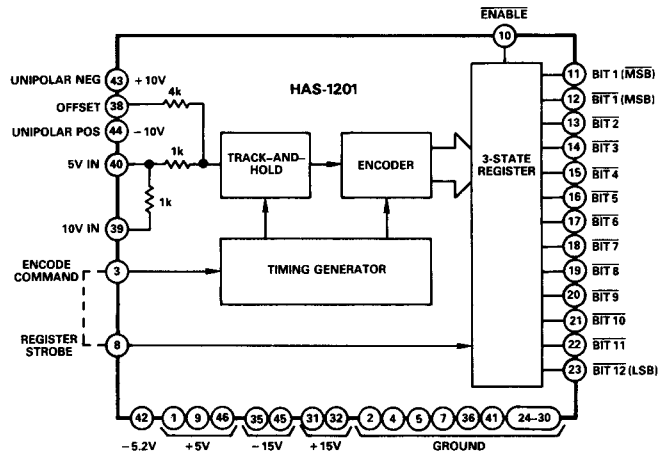 ENABLE
10
UNIPOLAR NEG 43 +10V
OFFSET 38 4k
UNIPOLAR POS 44 -10V
5V IN 40 1k
1k
10V IN 39
ENCODE COMMAND 3
REGISTER STROBE 8
HAS-1201
TRACK-AND-HOLD
ENCODER
3-STATE REGISTER
TIMING GENERATOR
11 BIT 1 (MSB)
12 BIT 1 (MSB)
13 BIT 2
14 BIT 3
15 BIT 4
16 BIT 5
17 BIT 6
18 BIT 7
19 BIT 8
20 BIT 9
21 BIT 10
22 BIT 11
23 BIT 12 (LSB)
42 1 9 46 35 45 31 32 2 4 5 7 36 41 24-30
-5.2V +5V -15V +15V GROUND